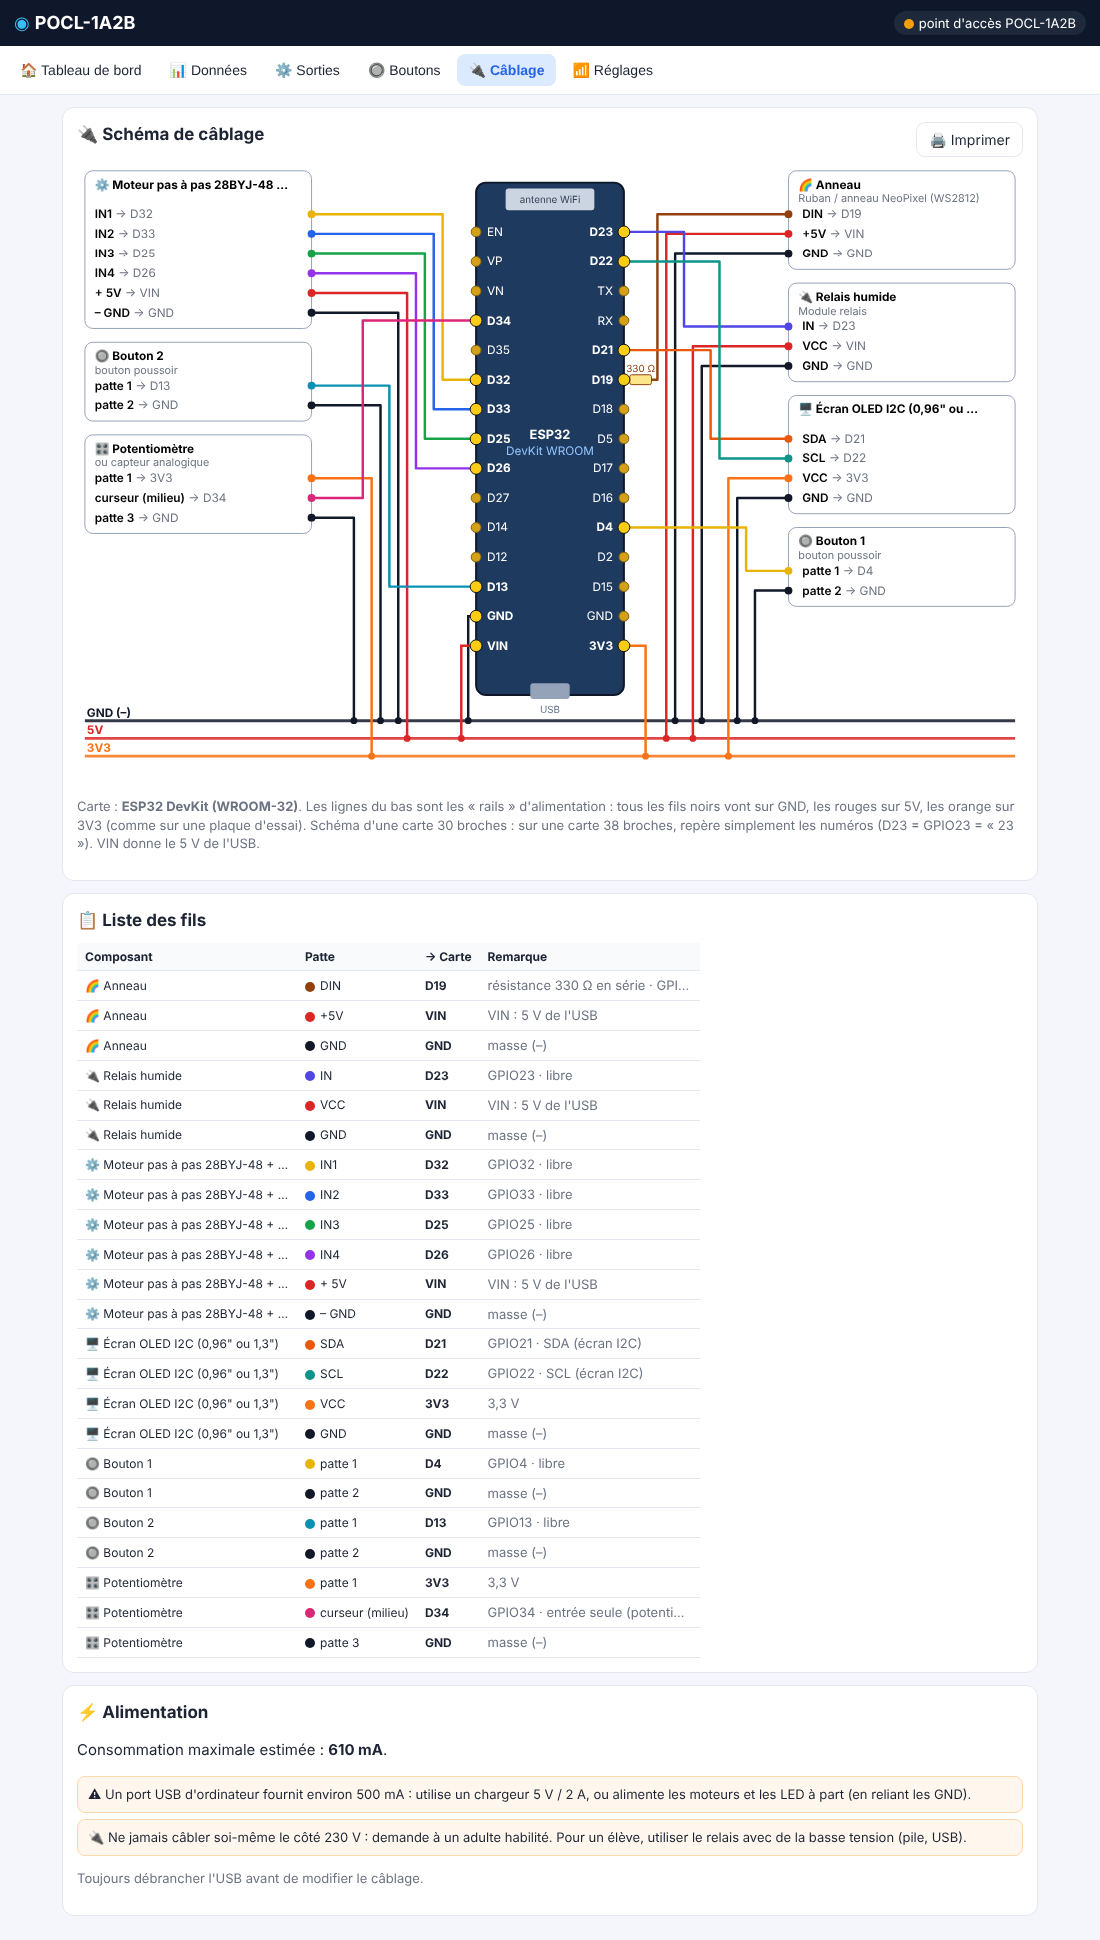 POCL-1A2B
point d'accès POCL-1A2B
Tableau de bord
Données
Sorties
Boutons
Câblage
Réglages
Schéma de câblage
Imprimer
Moteur pas à pas 28BYJ-48 ...
IN1 → D32
IN2 → D33
IN3 → D25
IN4 → D26
+ 5V → VIN
– GND → GND
Bouton 2
bouton poussoir
patte 1 → D13
patte 2 → GND
Potentiomètre
ou capteur analogique
patte 1 → 3V3
curseur (milieu) → D34
patte 3 → GND
antenne WiFi
EN
VP
VN
D34
D35
D32
D33
D25
D26
D27
D14
D12
D13
GND
VIN
D23
D22
TX
RX
D21
D19
D18
D5
D17
D16
D4
D2
D15
GND
3V3
330 Ω
ESP32
DevKit WROOM
USB
Anneau
Ruban / anneau NeoPixel (WS2812)
DIN → D19
+5V → VIN
GND → GND
Relais humide
Module relais
IN → D23
VCC → VIN
GND → GND
Écran OLED I2C (0,96" ou ...
SDA → D21
SCL → D22
VCC → 3V3
GND → GND
Bouton 1
bouton poussoir
patte 1 → D4
patte 2 → GND
GND (–)
5V
3V3
Carte : ESP32 DevKit (WROOM-32). Les lignes du bas sont les « rails » d'alimentation : tous les fils noirs vont sur GND, les rouges sur 5V, les orange sur
3V3 (comme sur une plaque d'essai). Schéma d'une carte 30 broches : sur une carte 38 broches, repère simplement les numéros (D23 = GPIO23 = « 23
»). VIN donne le 5 V de l'USB.
Liste des fils
Composant Patte → Carte Remarque
Anneau DIN D19 résistance 330 Ω en série · GPI...
Anneau +5V VIN VIN : 5 V de l'USB
Anneau GND GND masse (–)
Relais humide IN D23 GPIO23 · libre
Relais humide VCC VIN VIN : 5 V de l'USB
Relais humide GND GND masse (–)
Moteur pas à pas 28BYJ-48 + ... IN1 D32 GPIO32 · libre
Moteur pas à pas 28BYJ-48 + ... IN2 D33 GPIO33 · libre
Moteur pas à pas 28BYJ-48 + ... IN3 D25 GPIO25 · libre
Moteur pas à pas 28BYJ-48 + ... IN4 D26 GPIO26 · libre
Moteur pas à pas 28BYJ-48 + ... + 5V VIN VIN : 5 V de l'USB
Moteur pas à pas 28BYJ-48 + ... – GND GND masse (–)
Écran OLED I2C (0,96" ou 1,3") SDA D21 GPIO21 · SDA (écran I2C)
Écran OLED I2C (0,96" ou 1,3") SCL D22 GPIO22 · SCL (écran I2C)
Écran OLED I2C (0,96" ou 1,3") VCC 3V3 3,3 V
Écran OLED I2C (0,96" ou 1,3") GND GND masse (–)
Bouton 1 patte 1 D4 GPIO4 · libre
Bouton 1 patte 2 GND masse (–)
Bouton 2 patte 1 D13 GPIO13 · libre
Bouton 2 patte 2 GND masse (–)
Potentiomètre patte 1 3V3 3,3 V
Potentiomètre curseur (milieu) D34 GPIO34 · entrée seule (potenti...
Potentiomètre patte 3 GND masse (–)
Alimentation
Consommation maximale estimée : 610 mA.
Un port USB d'ordinateur fournit environ 500 mA : utilise un chargeur 5 V / 2 A, ou alimente les moteurs et les LED à part (en reliant les GND).
Ne jamais câbler soi-même le côté 230 V : demande à un adulte habilité. Pour un élève, utiliser le relais avec de la basse tension (pile, USB).
Toujours débrancher l'USB avant de modifier le câblage.